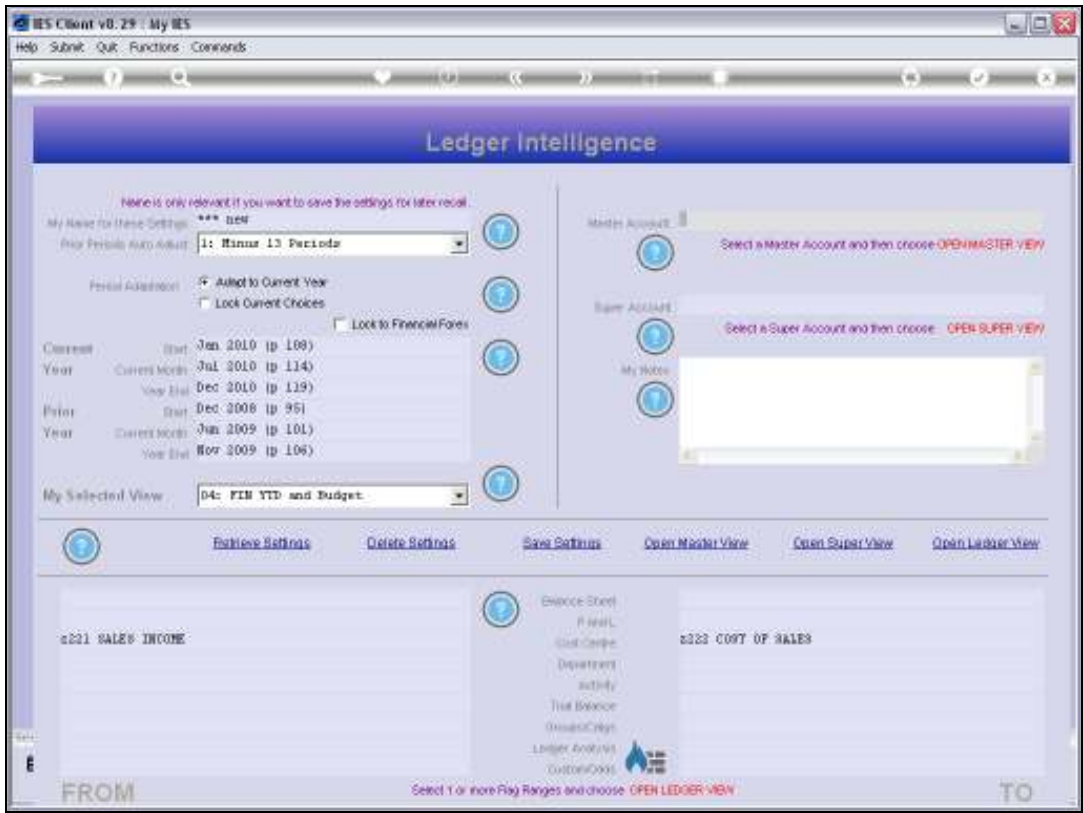 IES Client v8.29 : My IES
Help Submit Quit Functions Commands
Ledger Intelligence
Name is only relevant if you want to save the settings for later recall.
My Name for these Settings *** new
Prior Periods Auto Adjust 1: Minus 13 Periods
Period Adaptation Adapt to Current Year
Lock Current Choices
Lock to Financial Forex
Current Start Jan 2010 (p 108)
Year Current Month Jul 2010 (p 114)
Year End Dec 2010 (p 119)
Prior Start Dec 2008 (p 95)
Year Current Month Jun 2009 (p 101)
Year End Nov 2009 (p 106)
My Selected View 04: FIN YTD and Budget
Master Account
Select a Master Account and then choose OPEN MASTER VIEW
Super Account
Select a Super Account and then choose OPEN SUPER VIEW
My Notes
Retrieve Settings Delete Settings Save Settings Open Master View Open Super View Open Ledger View
Balance Sheet
P and L
z221 SALES INCOME Cost Centre z222 COST OF SALES
Department
Activity
Trial Balance
Ledger Analysis
Custom/Odds
FROM Select 1 or more Flag Ranges and choose OPEN LEDGER VIEW TO